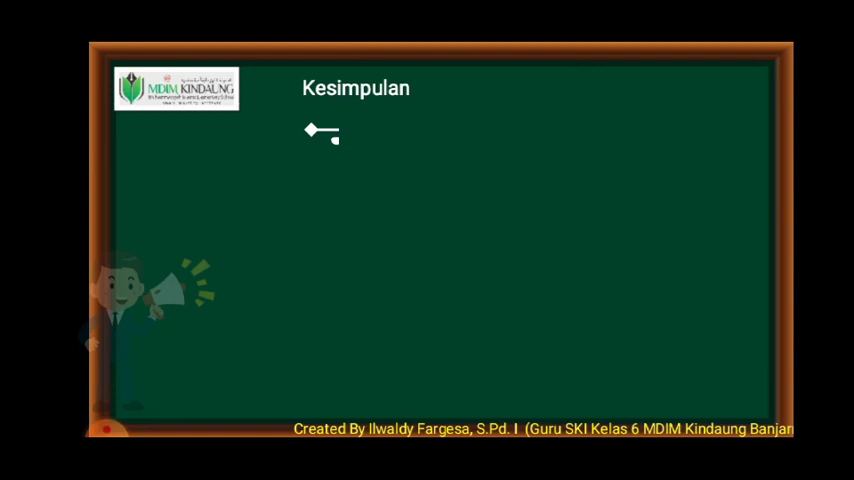 MDIM KINDAUNG
Kesimpulan
Created By Ilwaldy Fargesa, S.Pd. I (Guru SKI Kelas 6 MDIM Kindaung Banjar